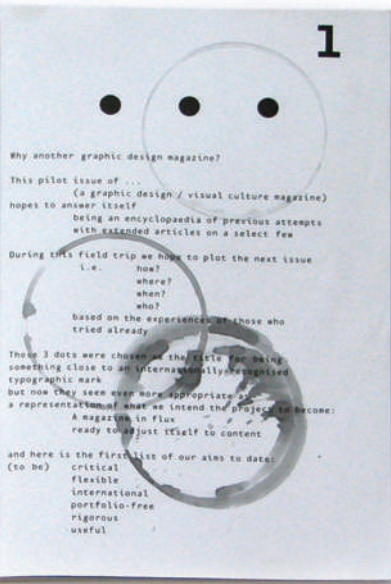 1
Why another graphic design magazine?
This pilot issue of ...
(a graphic design / visual culture magazine)
hopes to answer itself
being an encyclopaedia of previous attempts
with extended articles on a select few
During this field trip we hope to plot the next issue
i.e. how?
where?
when?
who?
based on the experiences of those who
tried already
These 3 dots were chosen as the title for being
something close to an internationally-recognised
typographic mark
but now they seem even more appropriate as
a representation of what we intend the project to become:
A magazine in flux
ready to adjust itself to content
and here is the first list of our aims to date:
(to be) critical
flexible
international
portfolio-free
rigorous
useful